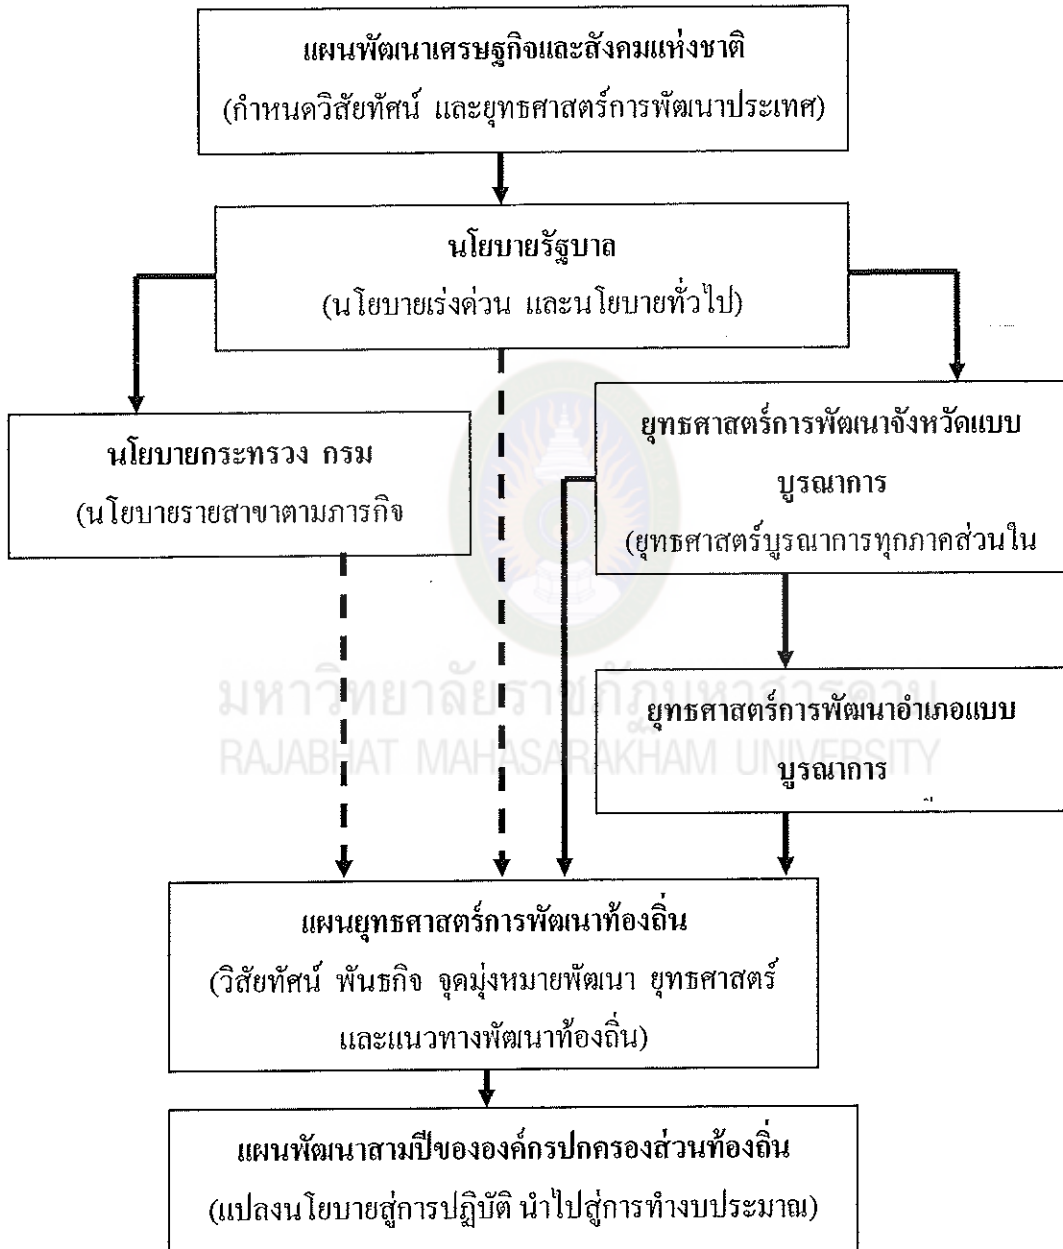 แผนพัฒนาเศรษฐกิจและสังคมแห่งชาติ
(กำหนดวิสัยทัศน์ และยุทธศาสตร์การพัฒนาประเทศ)
นโยบายรัฐบาล
(นโยบายเร่งด่วน และนโยบายทั่วไป)
นโยบายกระทรวง กรม
(นโยบายรายสาขาตามภารกิจ
ยุทธศาสตร์การพัฒนาจังหวัดแบบ
บูรณาการ
(ยุทธศาสตร์บูรณาการทุกภาคส่วนใน
มหาวิทยาลัยราชภัฏมหาสารคาม
RAJABHAT MAHASARAKHAM UNIVERSITY
ยุทธศาสตร์การพัฒนาอำเภอแบบ
บูรณาการ
แผนยุทธศาสตร์การพัฒนาท้องถิ่น
(วิสัยทัศน์ พันธกิจ จุดมุ่งหมายพัฒนา ยุทธศาสตร์
และแนวทางพัฒนาท้องถิ่น)
แผนพัฒนาสามปีขององค์กรปกครองส่วนท้องถิ่น
(แปลงนโยบายสู่การปฏิบัติ นำไปสู่การทำงบประมาณ)